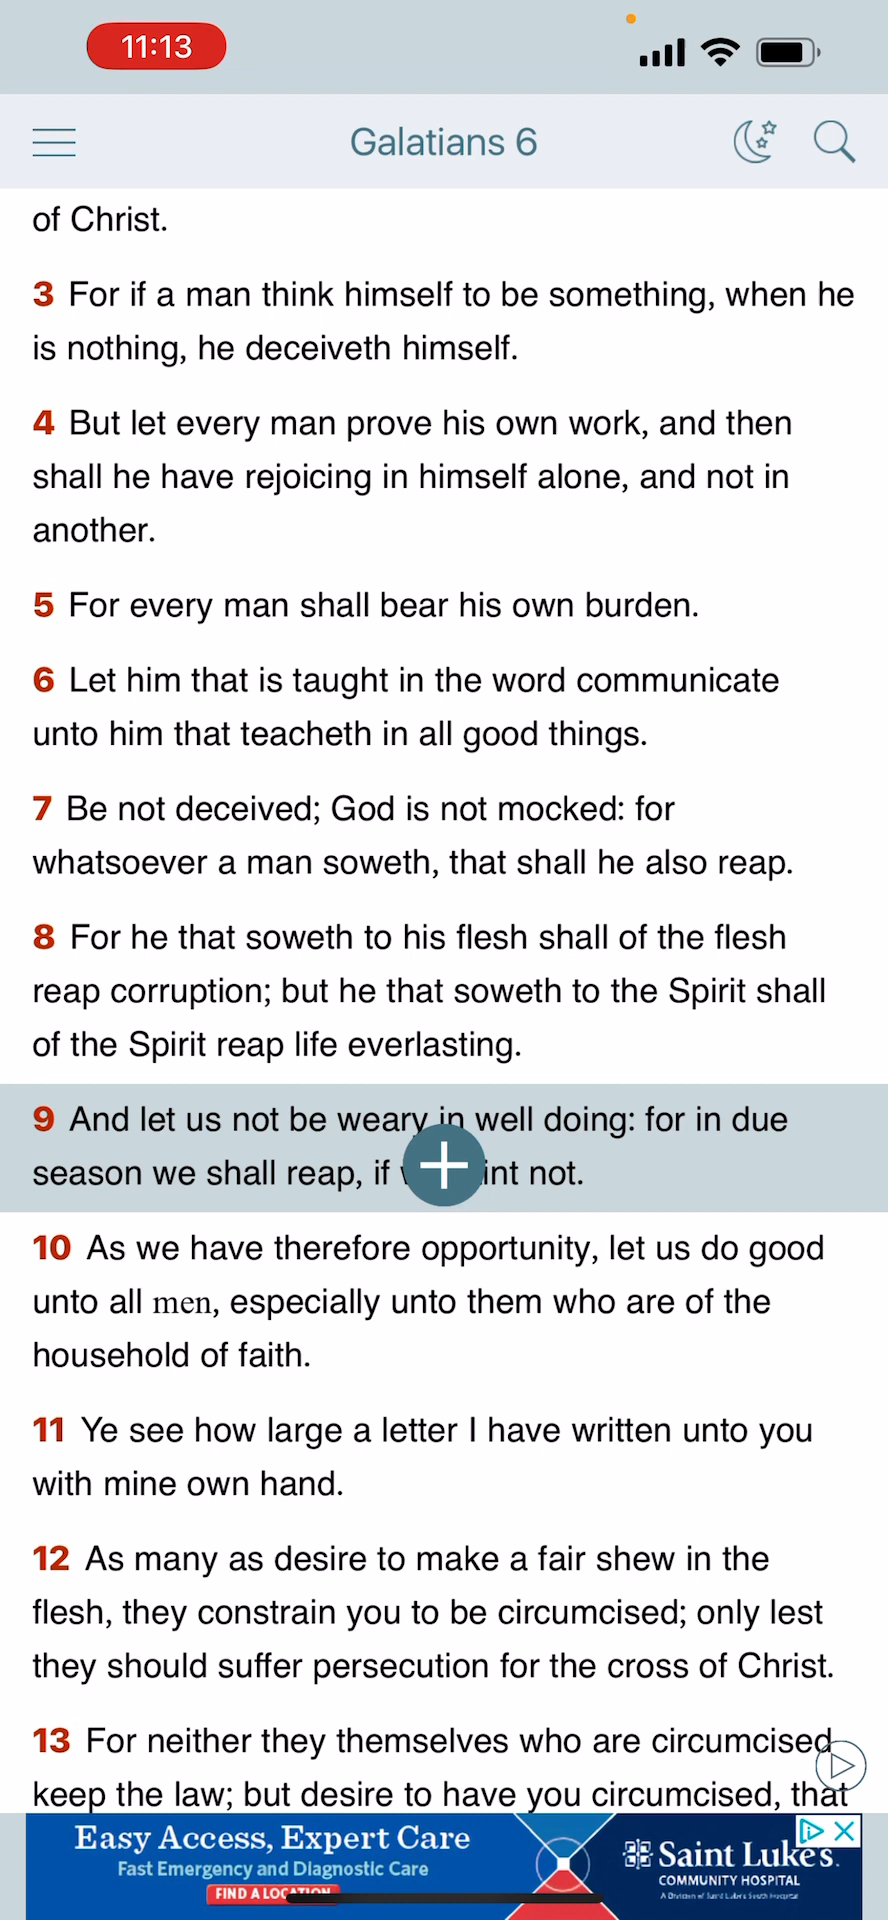 11:13
Galatians 6
of Christ.
3 For if a man think himself to be something, when he
is nothing, he deceiveth himself.
4 But let every man prove his own work, and then
shall he have rejoicing in himself alone, and not in
another.
5 For every man shall bear his own burden.
6 Let him that is taught in the word communicate
unto him that teacheth in all good things.
7 Be not deceived; God is not mocked: for
whatsoever a man soweth, that shall he also reap.
8 For he that soweth to his flesh shall of the flesh
reap corruption; but he that soweth to the Spirit shall
of the Spirit reap life everlasting.
9 And let us not be weary in well doing: for in due
season we shall reap, if int not.
10 As we have therefore opportunity, let us do good
unto all men, especially unto them who are of the
household of faith.
11 Ye see how large a letter I have written unto you
with mine own hand.
12 As many as desire to make a fair shew in the
flesh, they constrain you to be circumcised; only lest
they should suffer persecution for the cross of Christ.
13 For neither they themselves who are circumcised
keep the law; but desire to have you circumcised, that
Easy Access, Expert Care
Fast Emergency and Diagnostic Care
FIND A LOCATION
Saint Luke's.
COMMUNITY HOSPITAL
A Division of Saint Luke's South Hospital